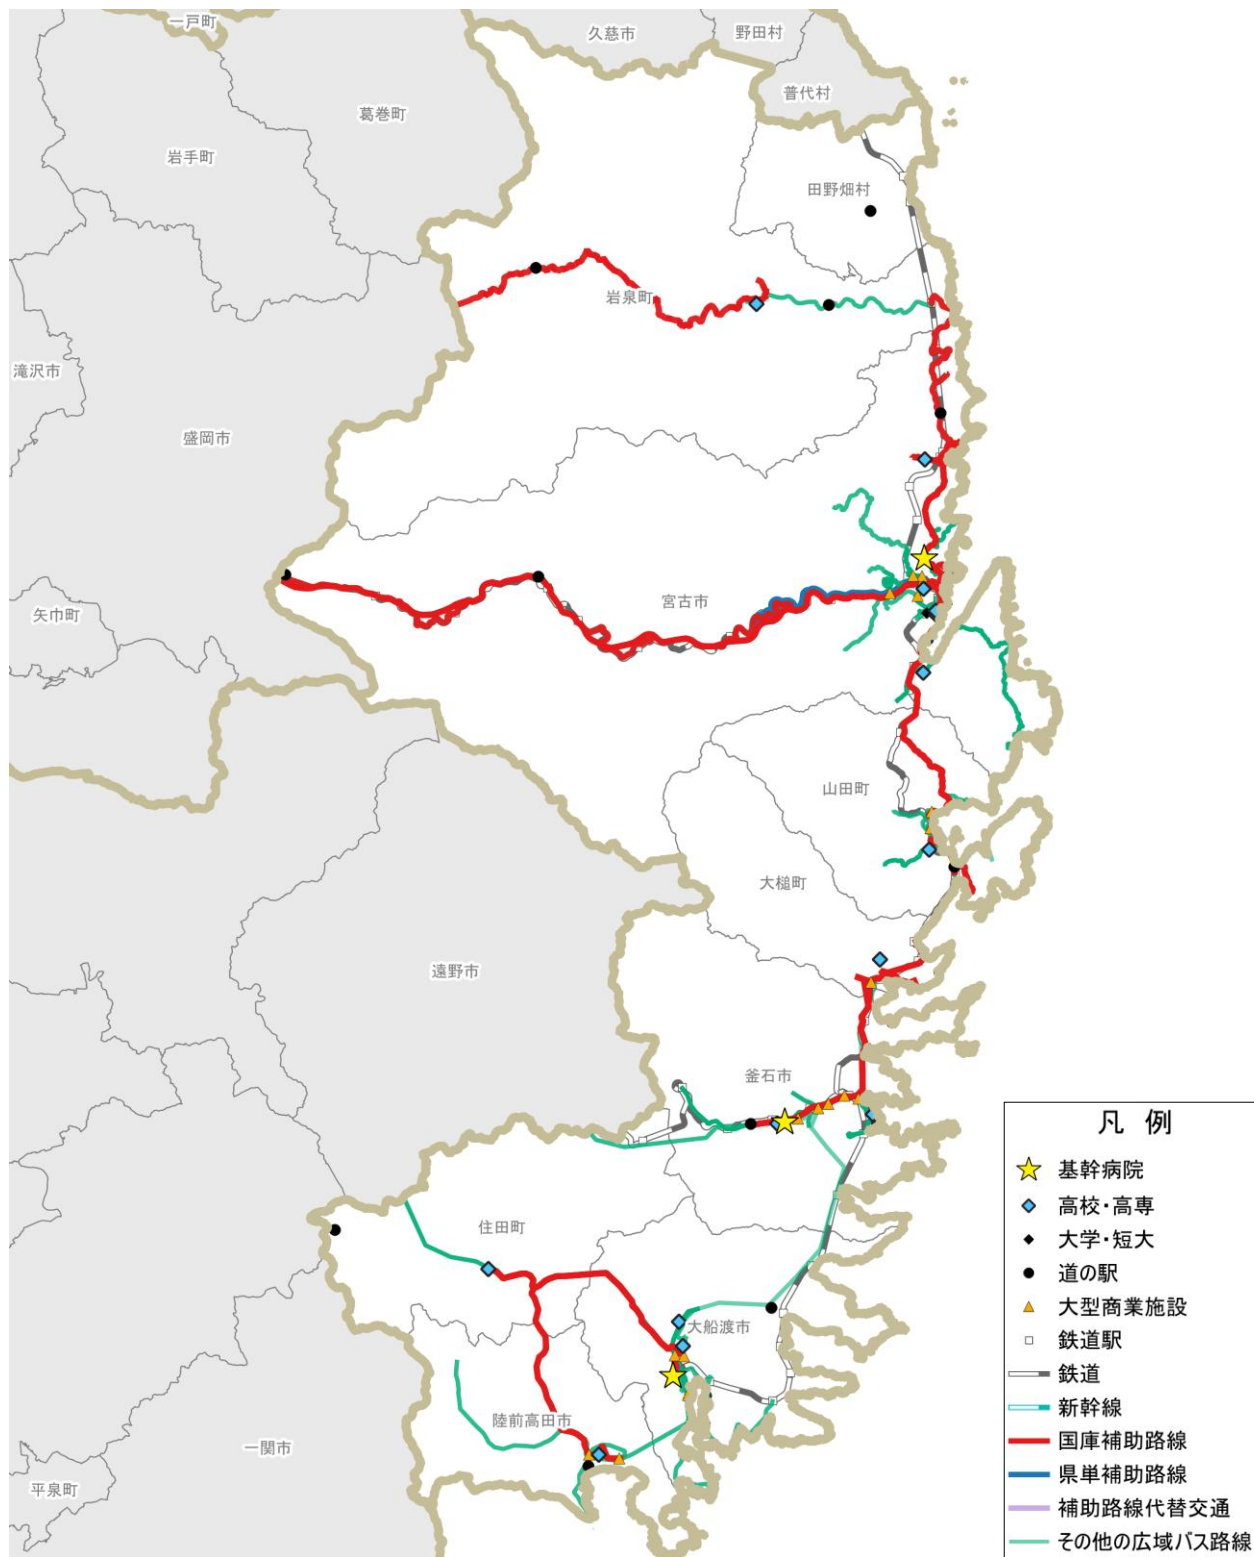 一戸町
久慈市
野田村
普代村
葛巻町
岩手町
田野畑村
岩泉町
滝沢市
盛岡市
宮古市
矢巾町
山田町
大槌町
遠野市
釜石市
住田町
大船渡市
陸前高田市
一関市
平泉町
凡 例
基幹病院
高校・高専
大学・短大
道の駅
大型商業施設
鉄道駅
鉄道
新幹線
国庫補助路線
県単補助路線
補助路線代替交通
その他の広域バス路線